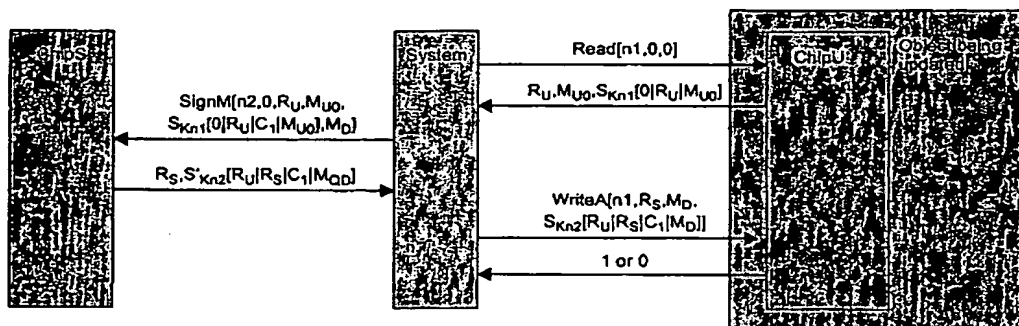 ChipS
System
Read[n1,0,0]
ChipU
Object being
updated
R_U,M_U0,S_Kn1[0|R_U|M_U0]
SignM[n2,0,R_U,M_U0,
S_Kn1{0|R_U|C_1|M_U0},M_D}
R_S,S'_Kn2[R_U|R_S|C_1|M_QD]
WriteA[n1,R_S,M_D,
S_Kn2[R_U|R_S|C_1|M_D]]
1 or 0